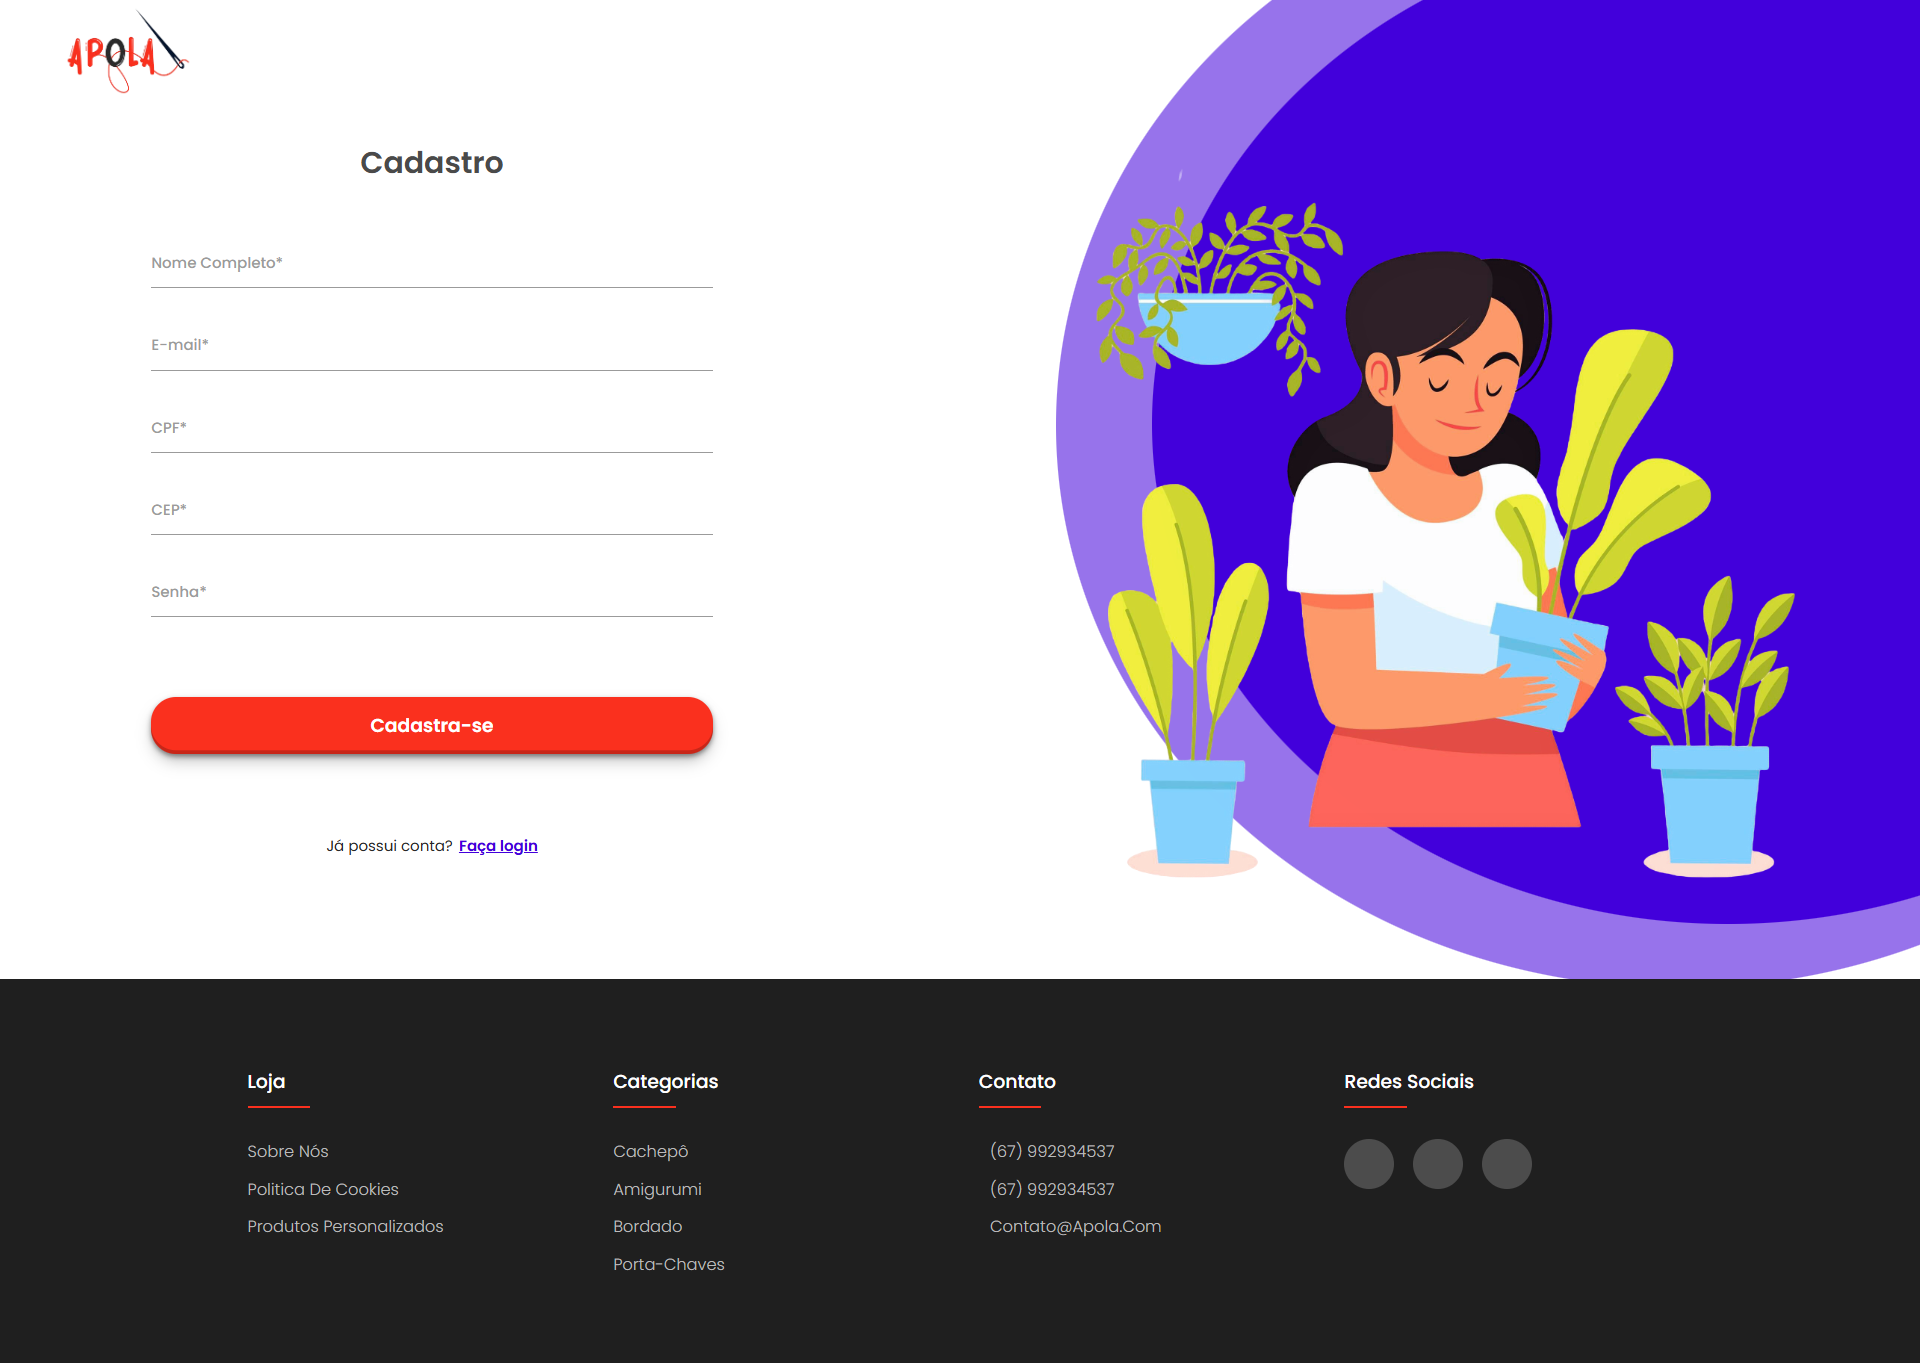 APOLA
Cadastro
Nome Completo*
E-mail*
CPF*
CEP*
Senha*
Cadastra-se
Já possui conta? Faça login
Loja
Sobre Nós
Politica De Cookies
Produtos Personalizados
Categorias
Cachepô
Amigurumi
Bordado
Porta-Chaves
Contato
(67) 992934537
(67) 992934537
Contato@Apola.Com
Redes Sociais